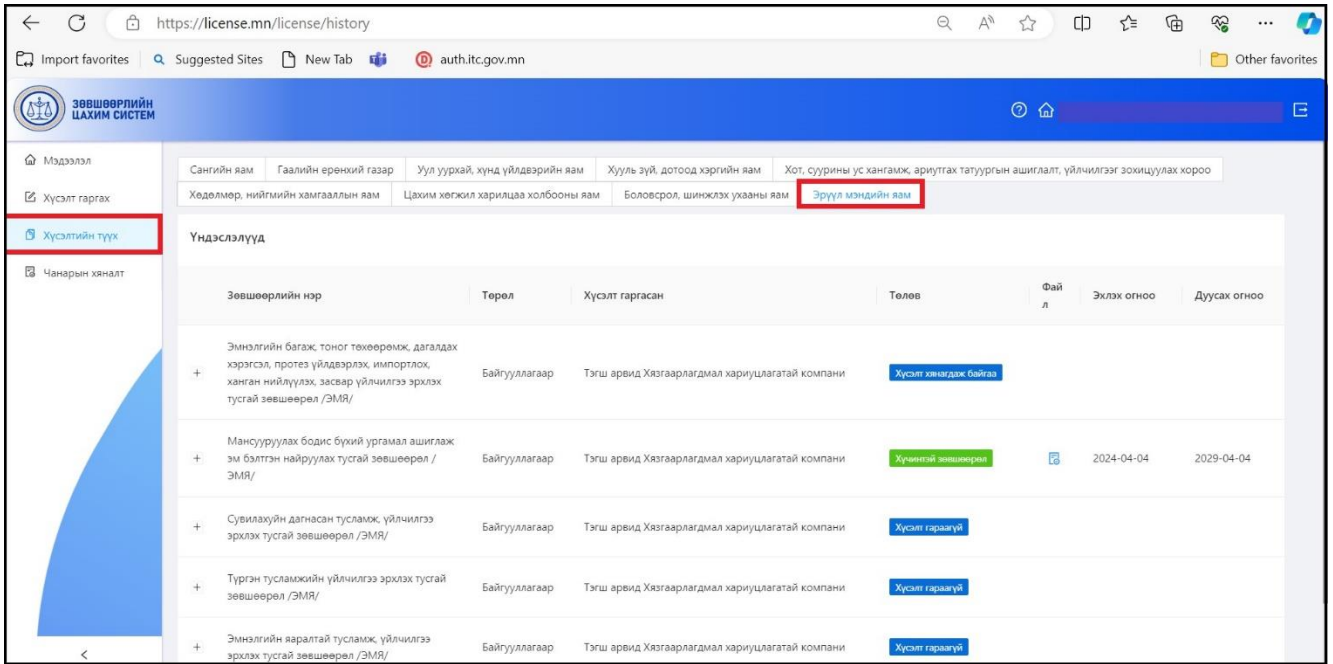 https://license.mn/license/history
Import favorites
Suggested Sites
New Tab
auth.itc.gov.mn
Other favorites
ЗӨВШӨӨРЛИЙН
ЦАХИМ СИСТЕМ
Мэдээлэл
Хүсэлт гаргах
Хүсэлтийн түүх
Чанарын хяналт
Сангийн яам
Гаалийн ерөнхий газар
Уул уурхай, хүнд үйлдвэрийн яам
Хууль зүй, дотоод хэргийн яам
Хот, суурины ус хангамж, ариутгах татуургын ашиглалт, үйлчилгээг зохицуулах хороо
Хөдөлмөр, нийгмийн хамгааллын яам
Цахим хөгжил харилцаа холбооны яам
Боловсрол, шинжлэх ухааны яам
Эрүүл мэндийн яам
Үндэслэлүүд
Зөвшөөрлийн нэр
Төрөл
Хүсэлт гаргасан
Төлөв
Фай
л
Эхлэх огноо
Дуусах огноо
Эмнэлгийн багаж, тоног төхөөрөмж, дагалдах
хэрэгсэл, протез үйлдвэрлэх, импортлох,
ханган нийлүүлэх, засвар үйлчилгээ эрхлэх
тусгай зөвшөөрөл /ЭМЯ/
Байгууллагаар
Тэгш арвид Хязгаарлагдмал хариуцлагатай компани
Хүсэлт хянагдаж байгаа
Мансууруулах бодис бүхий ургамал ашиглаж
эм бэлтгэн найруулах тусгай зөвшөөрөл /
ЭМЯ/
Байгууллагаар
Тэгш арвид Хязгаарлагдмал хариуцлагатай компани
Хүчинтэй зөвшөөрөл
2024-04-04
2029-04-04
Сувилахуйн дагнасан тусламж, үйлчилгээ
эрхлэх тусгай зөвшөөрөл /ЭМЯ/
Байгууллагаар
Тэгш арвид Хязгаарлагдмал хариуцлагатай компани
Хүсэлт гараагүй
Түргэн тусламжийн үйлчилгээ эрхлэх тусгай
зөвшөөрөл /ЭМЯ/
Байгууллагаар
Тэгш арвид Хязгаарлагдмал хариуцлагатай компани
Хүсэлт гараагүй
Эмнэлгийн яаралтай тусламж, үйлчилгээ
эрхлэх тусгай зөвшөөрөл /ЭМЯ/
Байгууллагаар
Тэгш арвид Хязгаарлагдмал хариуцлагатай компани
Хүсэлт гараагүй